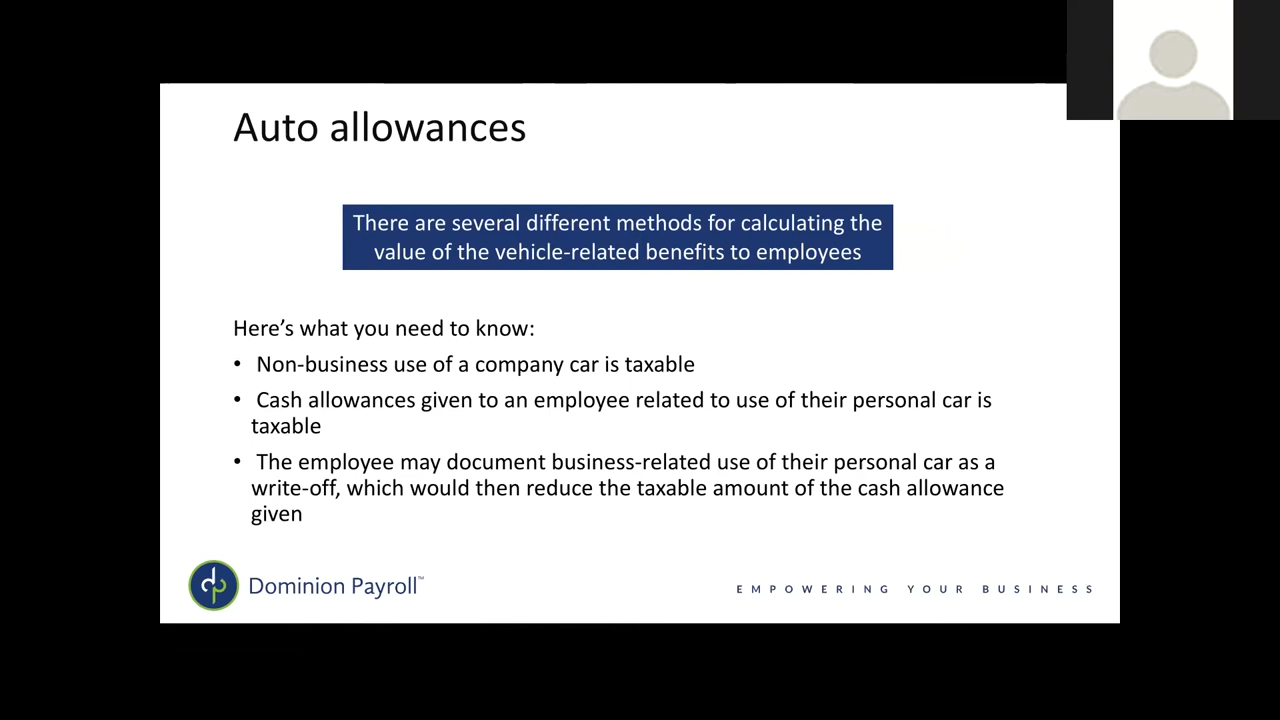 Auto allowances
There are several different methods for calculating the
value of the vehicle-related benefits to employees
Here’s what you need to know:
• Non-business use of a company car is taxable
• Cash allowances given to an employee related to use of their personal car is
taxable
• The employee may document business-related use of their personal car as a
write-off, which would then reduce the taxable amount of the cash allowance
given
dp Dominion Payroll™
EMPOWERING YOUR BUSINESS